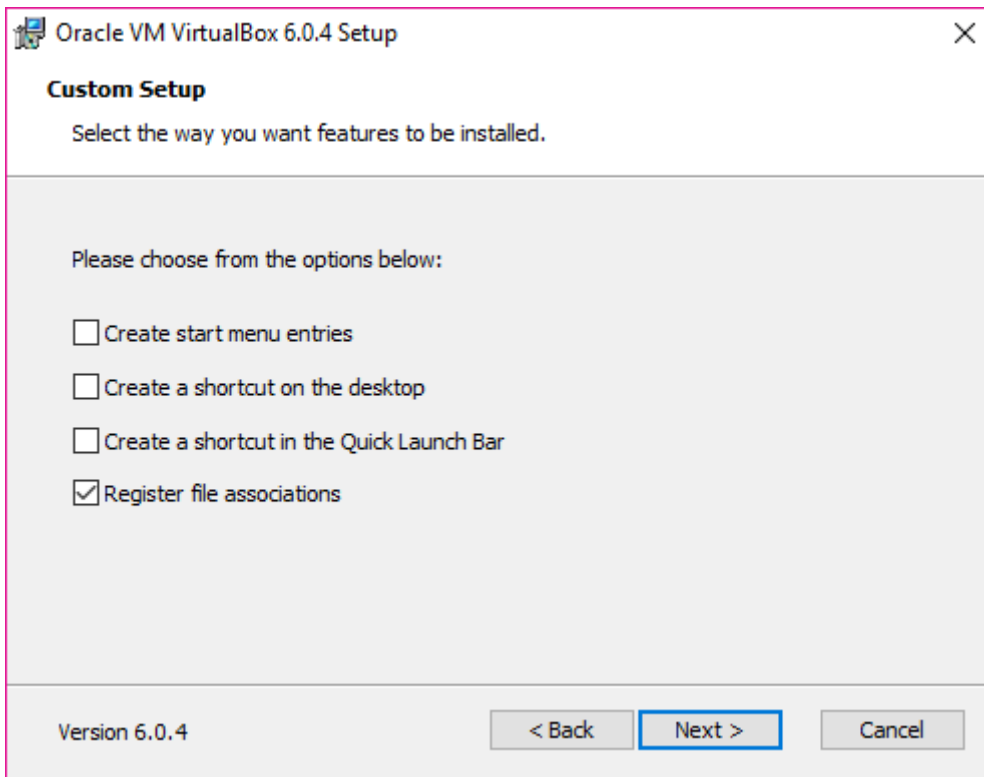 Oracle VM VirtualBox 6.0.4 Setup
Custom Setup
Select the way you want features to be installed.
Please choose from the options below:
Create start menu entries
Create a shortcut on the desktop
Create a shortcut in the Quick Launch Bar
Register file associations
Version 6.0.4
< Back
Next >
Cancel